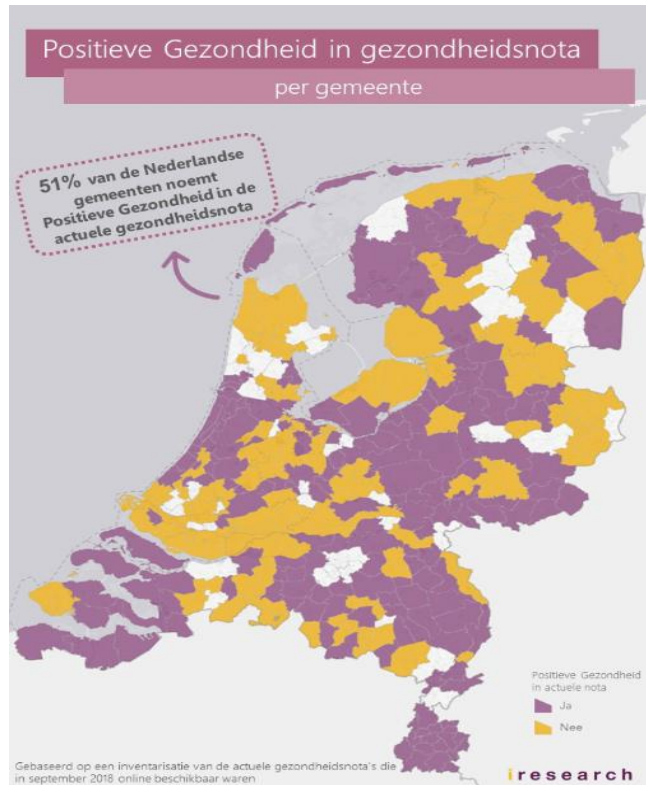 Positieve Gezondheid in gezondheidsnota
per gemeente
51% van de Nederlandse
gemeenten noemt
Positieve Gezondheid in de
actuele gezondheidsnota
Positieve Gezondheid
in actuele nota
Ja
Nee
Gebaseerd op een inventarisatie van de actuele gezondheidsnota's die
in september 2018 online beschikbaar waren
iresearch